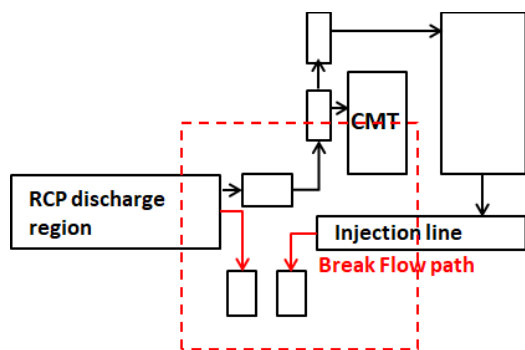 CMT
RCP discharge
region
Injection line
Break Flow path